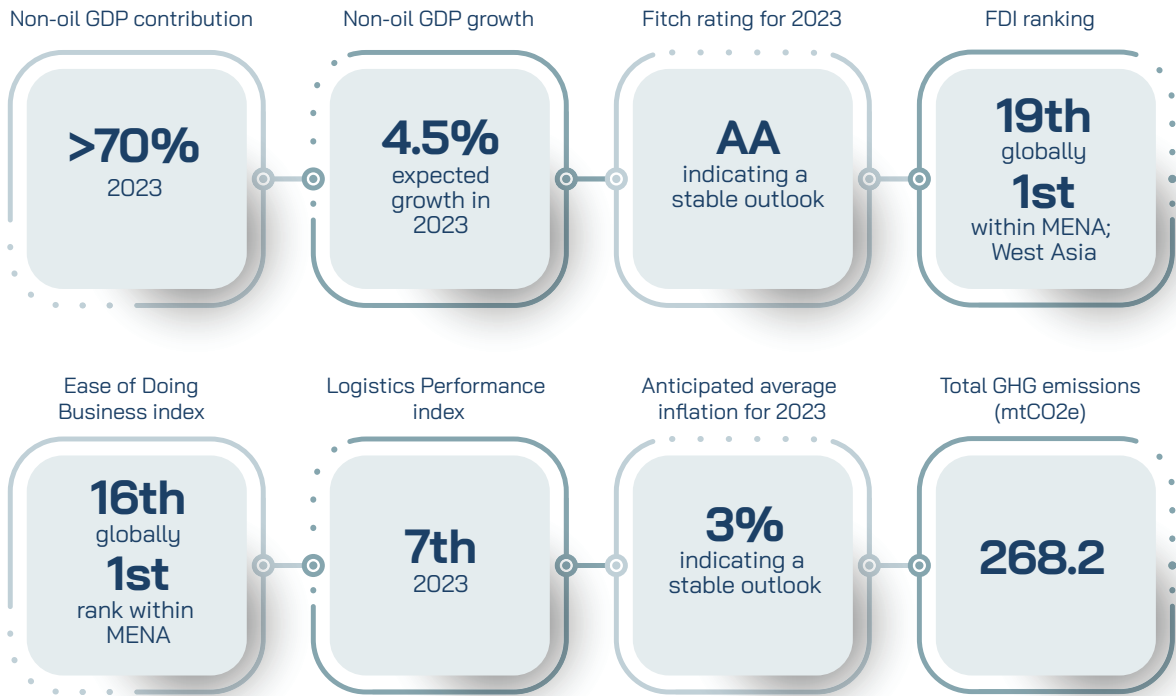 Non-oil GDP contribution
>70%
2023
Non-oil GDP growth
4.5%
expected
growth in
2023
Fitch rating for 2023
AA
indicating a
stable outlook
FDI ranking
19th
globally
1st
within MENA;
West Asia
Ease of Doing
Business index
16th
globally
1st
rank within
MENA
Logistics Performance
index
7th
2023
Anticipated average
inflation for 2023
3%
indicating a
stable outlook
Total GHG emissions
(mtCO2e)
268.2